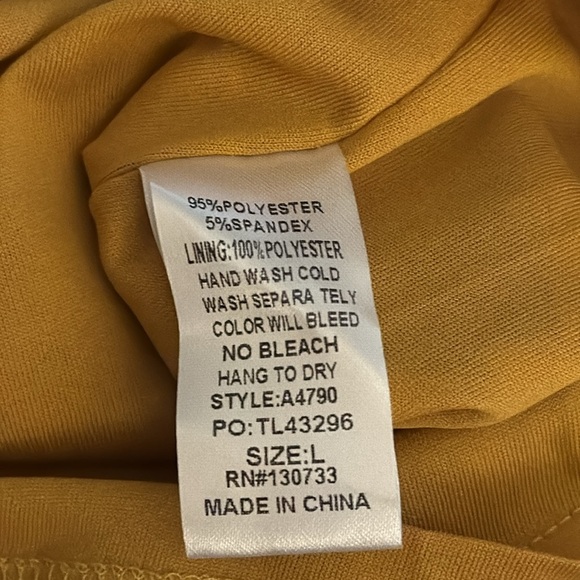 95%POLYESTER
5%SPANDEX
LINING:100%POLYESTER
HAND WASH COLD
WASH SEPARA TELY
COLOR WILL BLEED
NO BLEACH
HANG TO DRY
STYLE:A4790
PO:TL43296
SIZE:L
RN#130733
MADE IN CHINA